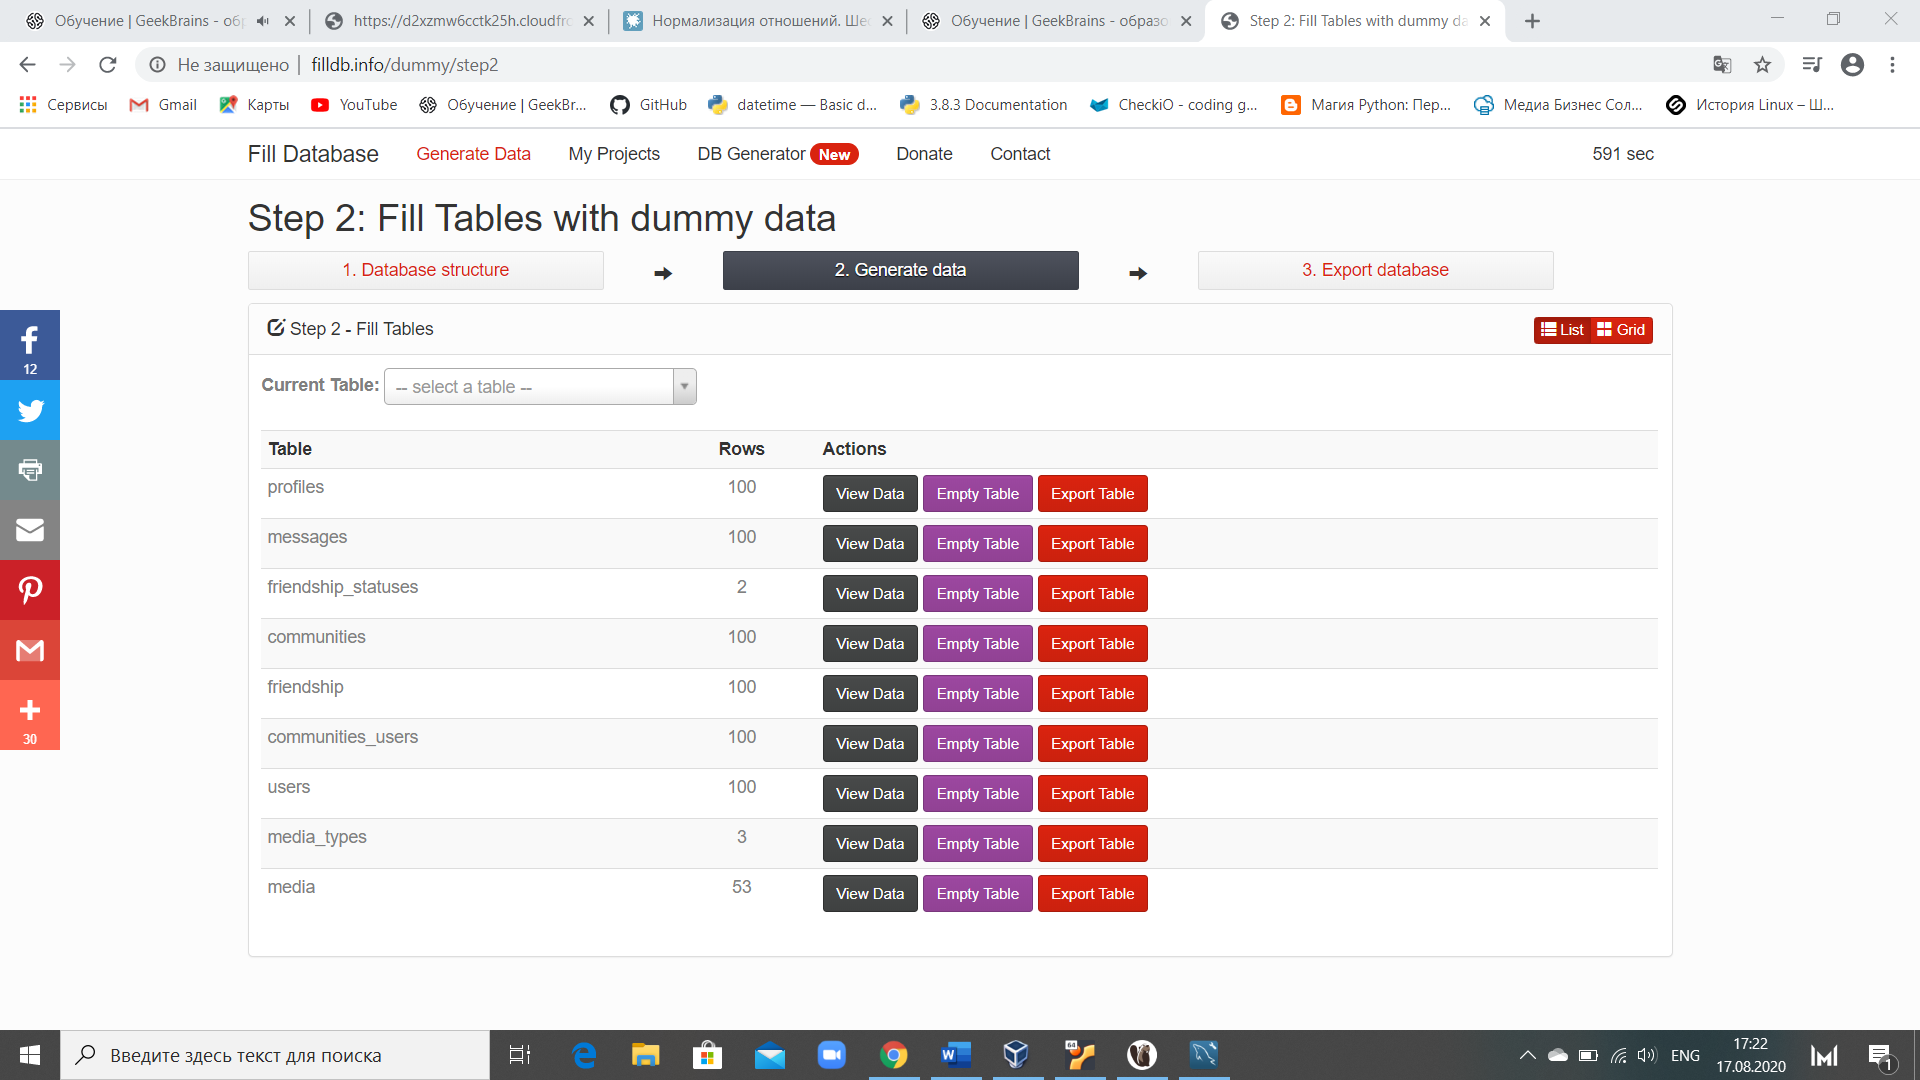 Обучение | GeekBrains - обр
https://d2xzmw6cctk25h.cloudfr
Нормализация отношений. Ше
Обучение | GeekBrains - образо
Step 2: Fill Tables with dummy da
Не защищено | filldb.info/dummy/step2
Сервисы
Gmail
Карты
YouTube
Обучение | GeekBr...
GitHub
datetime — Basic d...
3.8.3 Documentation
CheckiO - coding g...
Магия Python: Пер...
Медиа Бизнес Сол...
История Linux – Ш...
Fill Database
Generate Data
My Projects
DB Generator New
Donate
Contact
591 sec
Step 2: Fill Tables with dummy data
1. Database structure
2. Generate data
3. Export database
Step 2 - Fill Tables
List
Grid
Current Table: -- select a table --
Table Rows Actions
profiles 100 View Data Empty Table Export Table
messages 100 View Data Empty Table Export Table
friendship_statuses 2 View Data Empty Table Export Table
communities 100 View Data Empty Table Export Table
friendship 100 View Data Empty Table Export Table
communities_users 100 View Data Empty Table Export Table
users 100 View Data Empty Table Export Table
media_types 3 View Data Empty Table Export Table
media 53 View Data Empty Table Export Table
12
30
Введите здесь текст для поиска
W
64
ENG
17:22
17.08.2020
1